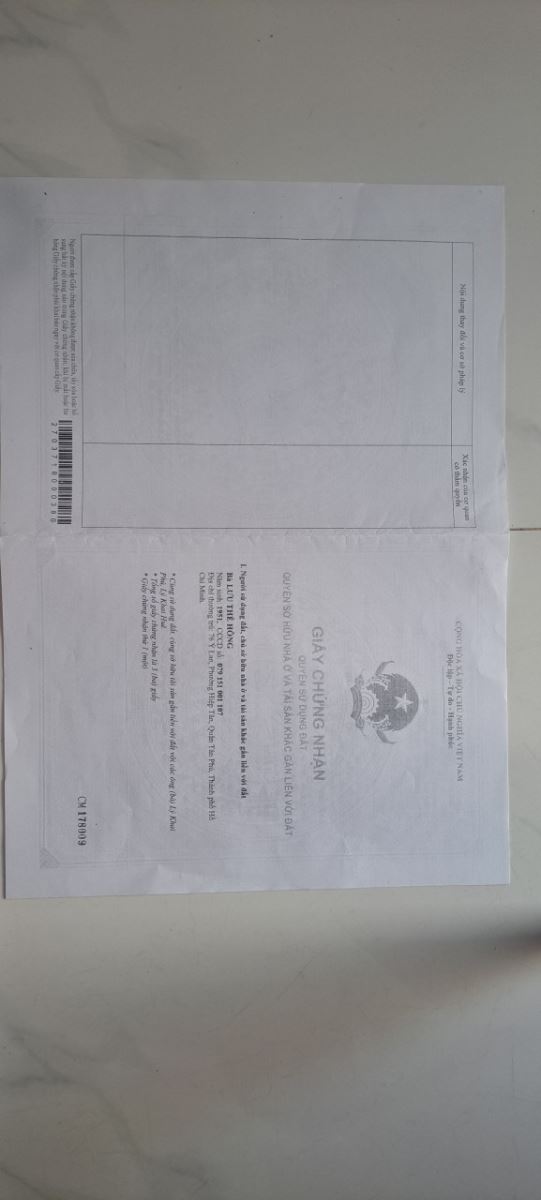 Nội dung thay đổi và cơ sở pháp lý
Xác nhận của cơ quan
có thẩm quyền
Người được cấp Giấy chứng nhận không được sửa chữa, tẩy xóa hoặc bổ
sung bất kỳ nội dung nào trong Giấy chứng nhận; khi bị mất hoặc hư
hỏng Giấy chứng nhận phải khai báo ngay với cơ quan cấp Giấy.
CỘNG HÒA XÃ HỘI CHỦ NGHĨA VIỆT NAM
Độc lập - Tự do - Hạnh phúc
GIẤY CHỨNG NHẬN
QUYỀN SỬ DỤNG ĐẤT
QUYỀN SỞ HỮU NHÀ Ở VÀ TÀI SẢN KHÁC GẮN LIỀN VỚI ĐẤT
I. Người sử dụng đất, chủ sở hữu nhà ở và tài sản khác gắn liền với đất
Bà LƯU THẾ HỒNG
Năm sinh: 1951, CCCD số: 079 151 001 107
Địa chỉ thường trú: 76 Ỷ Lan, Phường Hiệp Tân, Quận Tân Phú, Thành phố Hồ
Chí Minh.
* Cùng sử dụng đất, cùng sở hữu tài sản gắn liền với đất với các ông (bà) Lý Khai
Phú, Lý Khai Huê
* Tổng số giấy chứng nhận là 3 (ba) giấy
* Giấy chứng nhận thứ 1 (một)
CM 178009